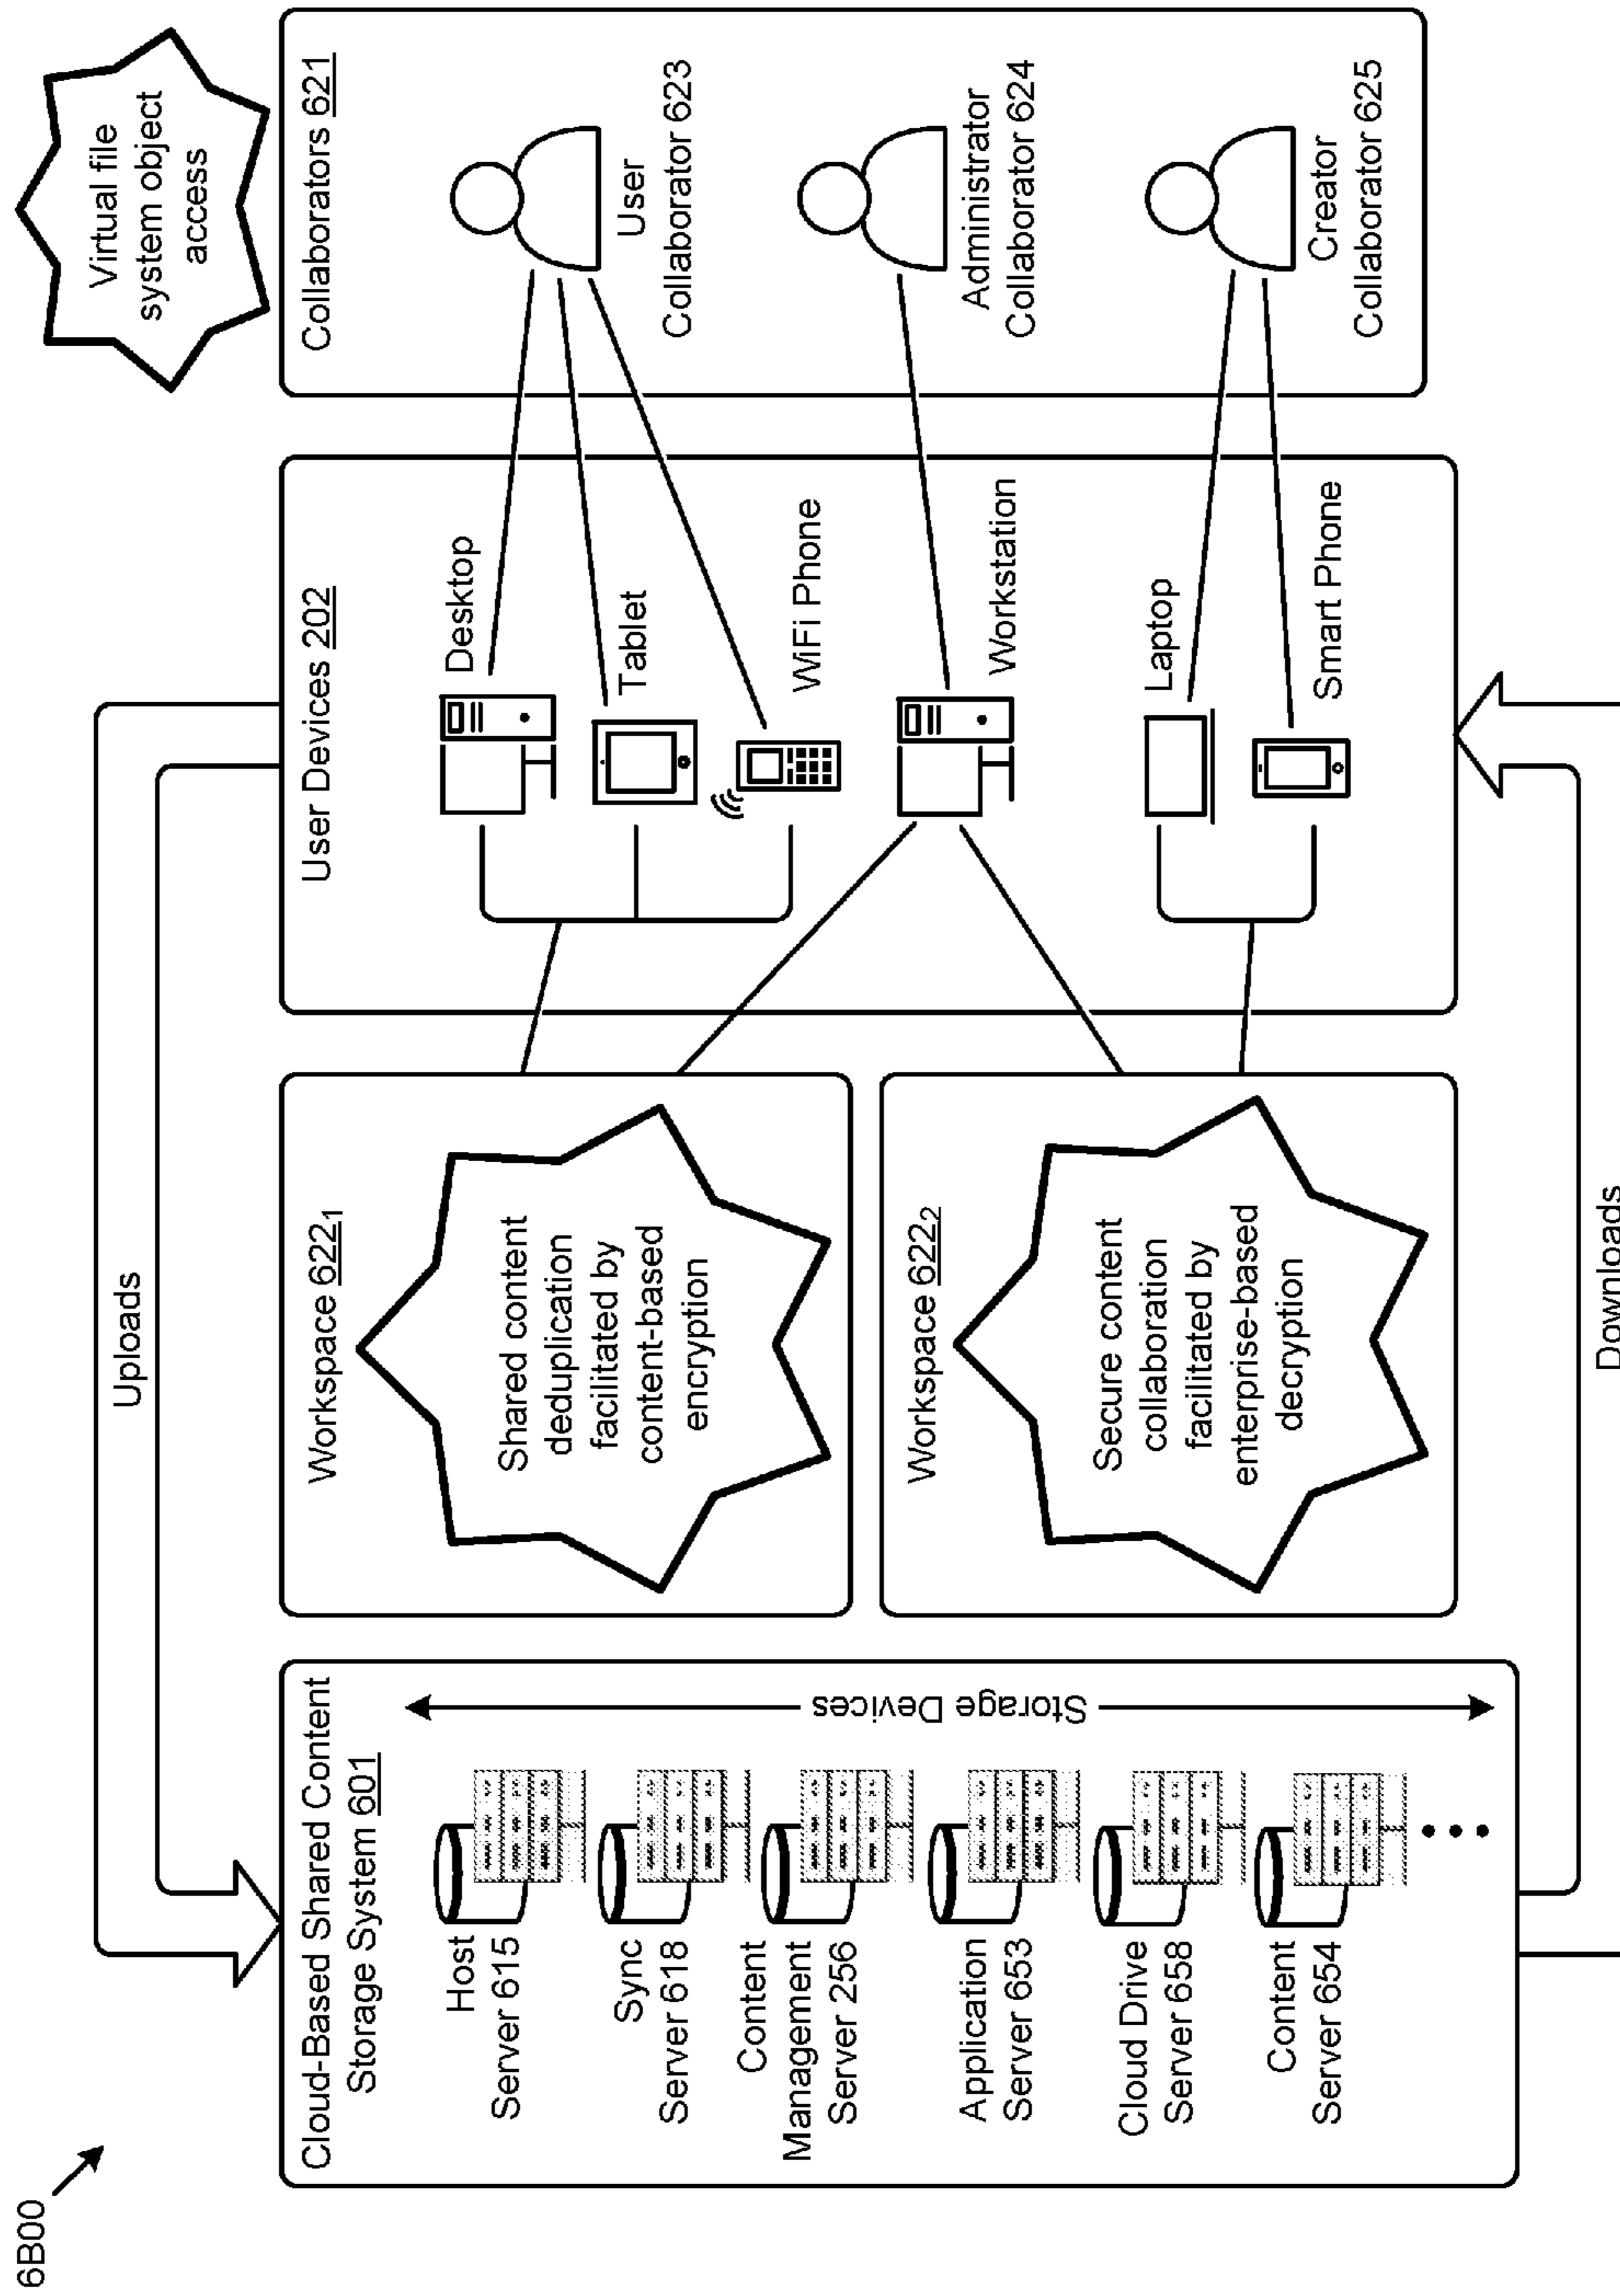 6B00
Uploads
Cloud-Based Shared Content
Storage System 601
Host
Server 615
Sync
Server 618
Content
Management
Server 256
Application
Server 653
Cloud Drive
Server 658
Content
Server 654
Storage Devices
Workspace 622₁
Shared content
deduplication
facilitated by
content-based
encryption
Workspace 622₂
Secure content
collaboration
facilitated by
enterprise-based
decryption
User Devices 202
Desktop
Tablet
WiFi Phone
Workstation
Laptop
Smart Phone
Virtual file
system object
access
Collaborators 621
User
Collaborator 623
Administrator
Collaborator 624
Creator
Collaborator 625
Downloads